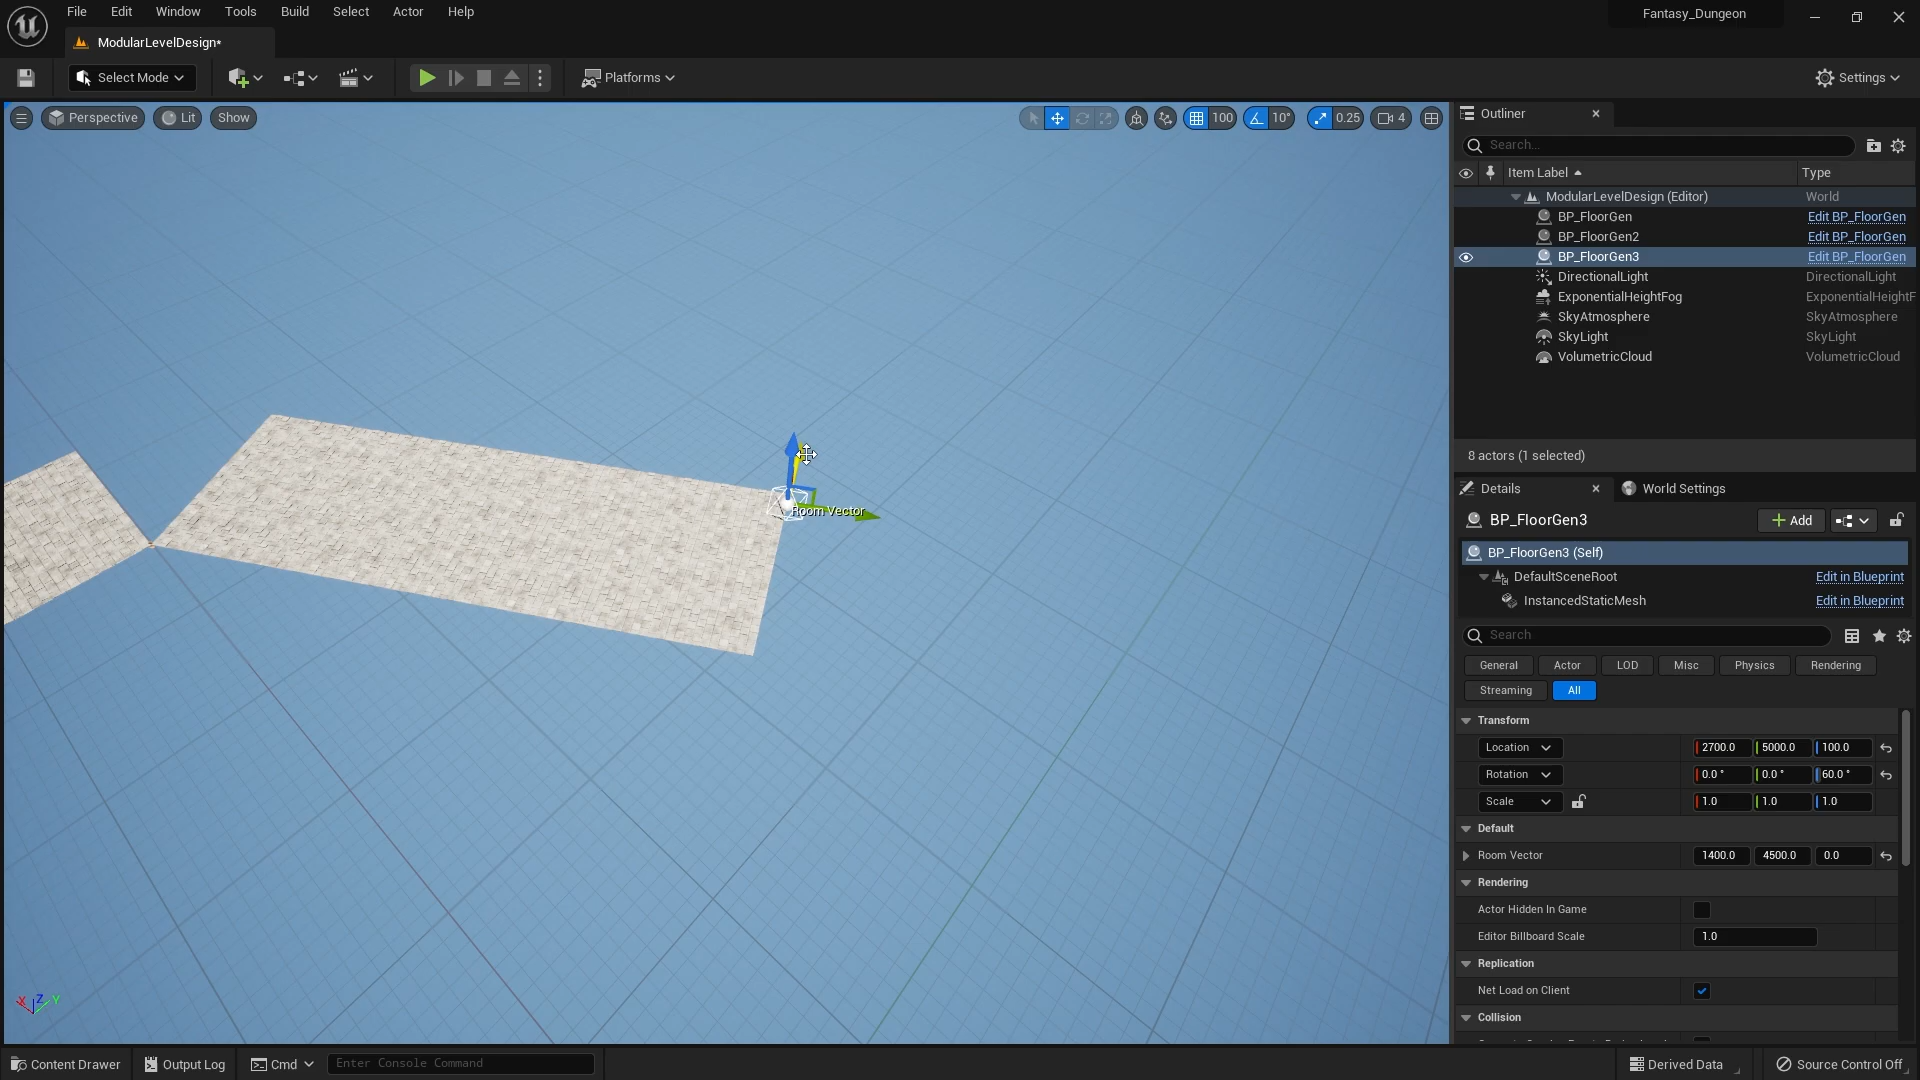 File Edit Window Tools Build Select Actor Help
Fantasy_Dungeon
ModularLevelDesign*
Select Mode
Platforms
Settings
Perspective Lit Show
100 10° 0.25 4
Outliner
Search...
Item Label Type
ModularLevelDesign (Editor) World
BP_FloorGen Edit BP_FloorGen
BP_FloorGen2 Edit BP_FloorGen
BP_FloorGen3 Edit BP_FloorGen
DirectionalLight DirectionalLight
ExponentialHeightFog ExponentialHeightF
SkyAtmosphere SkyAtmosphere
SkyLight SkyLight
VolumetricCloud VolumetricCloud
8 actors (1 selected)
Room Vector
Details World Settings
BP_FloorGen3 Add
BP_FloorGen3 (Self)
DefaultSceneRoot Edit in Blueprint
InstancedStaticMesh Edit in Blueprint
Search
General Actor LOD Misc Physics Rendering
Streaming All
Transform
Location 2700.0 5000.0 100.0
Rotation 0.0 ° 0.0 ° 60.0 °
Scale 1.0 1.0 1.0
Default
Room Vector 1400.0 4500.0 0.0
Rendering
Actor Hidden In Game
Editor Billboard Scale 1.0
Replication
Net Load on Client
Collision
X Z Y
Content Drawer Output Log Cmd Enter Console Command Derived Data Source Control Off